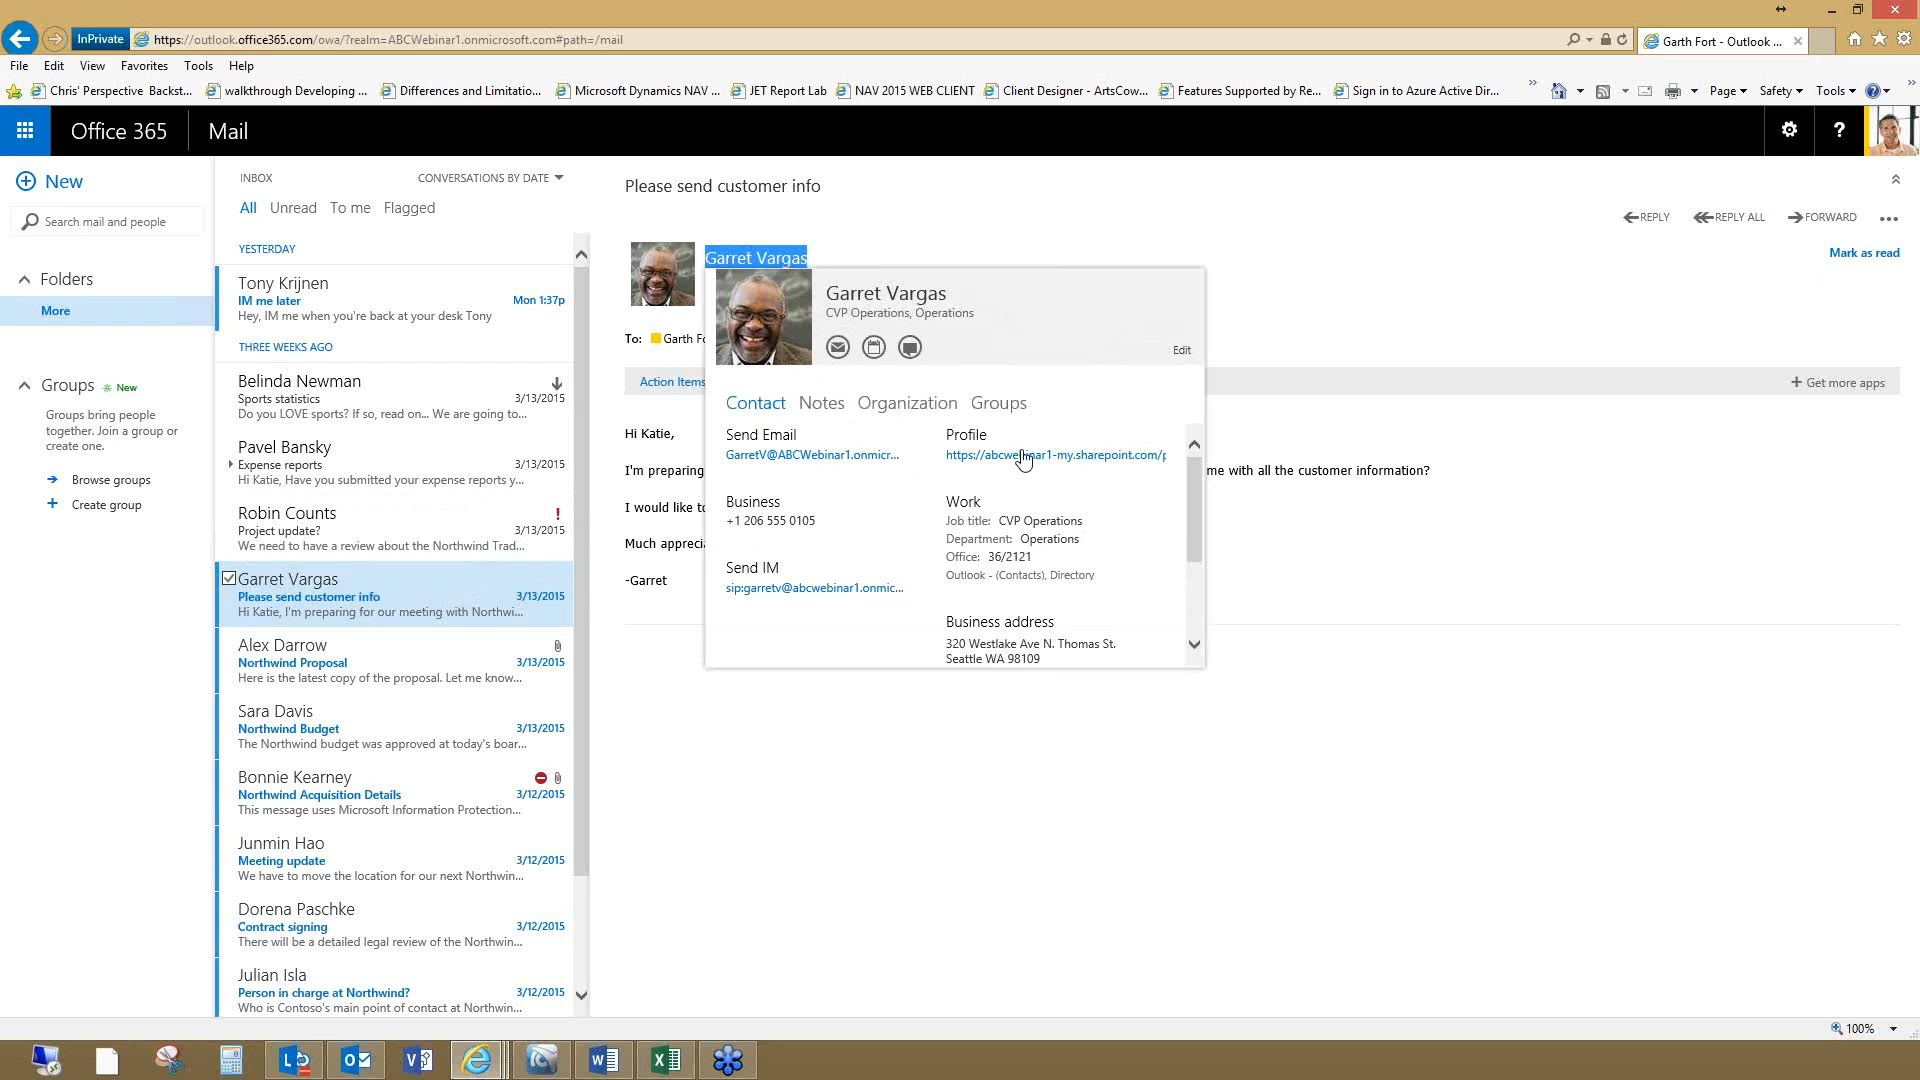 InPrivate
https://outlook.office365.com/owa/?realm=ABCWebinar1.onmicrosoft.com#path=/mail
Garth Fort - Outlook ...
File Edit View Favorites Tools Help
Chris' Perspective Backst...
walkthrough Developing ...
Differences and Limitatio...
Microsoft Dynamics NAV ...
JET Report Lab
NAV 2015 WEB CLIENT
Client Designer - ArtsCow...
Features Supported by Re...
Sign in to Azure Active Dir...
Page Safety Tools
Office 365
Mail
New
Search mail and people
Folders
More
Groups New
Groups bring people
together. Join a group or
create one.
Browse groups
Create group
INBOX
CONVERSATIONS BY DATE
All Unread To me Flagged
YESTERDAY
Tony Krijnen
IM me later Mon 1:37p
Hey, IM me when you're back at your desk Tony
THREE WEEKS AGO
Belinda Newman
Sports statistics 3/13/2015
Do you LOVE sports? If so, read on... We are going to...
Pavel Bansky
Expense reports 3/13/2015
Hi Katie, Have you submitted your expense reports y...
Robin Counts
Project update? 3/13/2015
We need to have a review about the Northwind Trad...
Garret Vargas
Please send customer info 3/13/2015
Hi Katie, I'm preparing for our meeting with Northwi...
Alex Darrow
Northwind Proposal 3/13/2015
Here is the latest copy of the proposal. Let me know...
Sara Davis
Northwind Budget 3/13/2015
The Northwind budget was approved at today's boar...
Bonnie Kearney
Northwind Acquisition Details 3/12/2015
This message uses Microsoft Information Protection...
Junmin Hao
Meeting update 3/12/2015
We have to move the location for our next Northwin...
Dorena Paschke
Contract signing 3/12/2015
There will be a detailed legal review of the Northwin...
Julian Isla
Person in charge at Northwind? 3/12/2015
Who is Contoso's main point of contact at Northwin...
Please send customer info
REPLY REPLY ALL FORWARD
Mark as read
Garret Vargas
To: Garth Fo
Action Items
+ Get more apps
Hi Katie,
I'm preparing me with all the customer information?
I would like to
Much apprecia
-Garret
Garret Vargas
CVP Operations, Operations
Edit
Contact Notes Organization Groups
Send Email
GarretV@ABCWebinar1.onmicr...
Business
+1 206 555 0105
Send IM
sip:garretv@abcwebinar1.onmic...
Profile
https://abcwebinar1-my.sharepoint.com/p
Work
Job title: CVP Operations
Department: Operations
Office: 36/2121
Outlook - (Contacts), Directory
Business address
320 Westlake Ave N. Thomas St.
Seattle WA 98109
100%